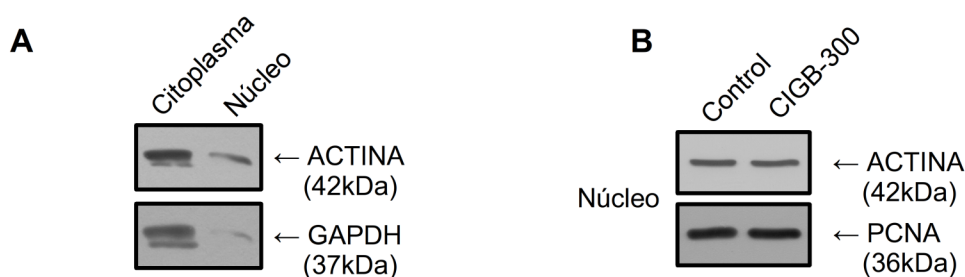 A
Citoplasma
Núcleo
← ACTINA
(42kDa)
← GAPDH
(37kDa)
B
Control
CIGB-300
Núcleo
← ACTINA
(42kDa)
← PCNA
(36kDa)